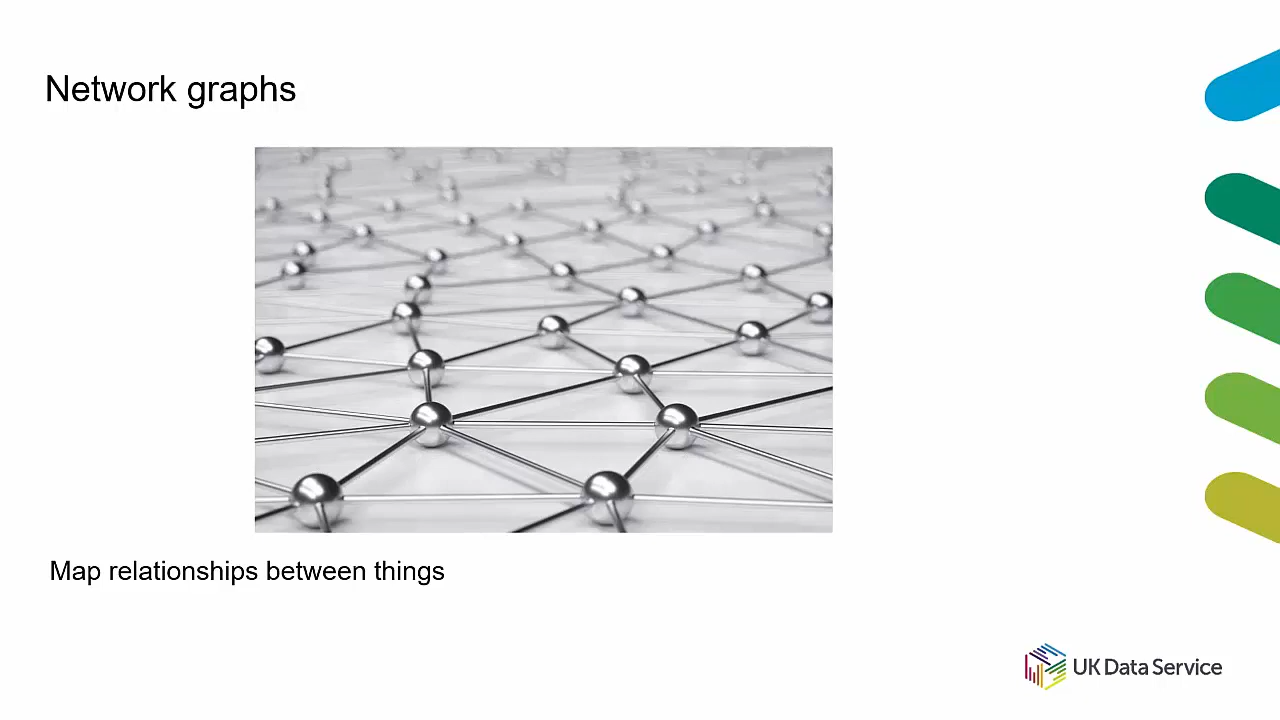 Network graphs
Map relationships between things
UK Data Service